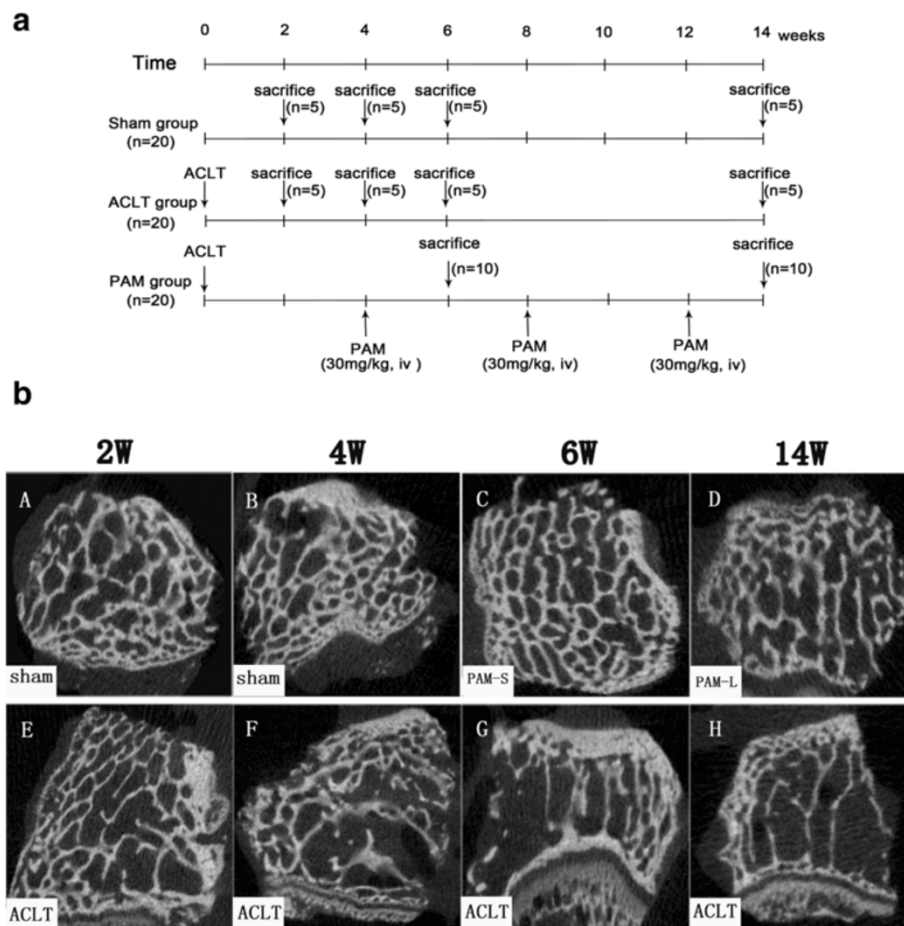 a
0 2 4 6 8 10 12 14 weeks
Time
sacrifice sacrifice sacrifice sacrifice
(n=5) (n=5) (n=5) (n=5)
Sham group
(n=20)
ACLT sacrifice sacrifice sacrifice sacrifice
(n=5) (n=5) (n=5) (n=5)
ACLT group
(n=20)
ACLT sacrifice sacrifice
(n=10) (n=10)
PAM group
(n=20)
PAM PAM PAM
(30mg/kg, iv ) (30mg/kg, iv) (30mg/kg, iv)
b
2W 4W 6W 14W
A B C D
sham sham PAM-S PAM-L
E F G H
ACLT ACLT ACLT ACLT